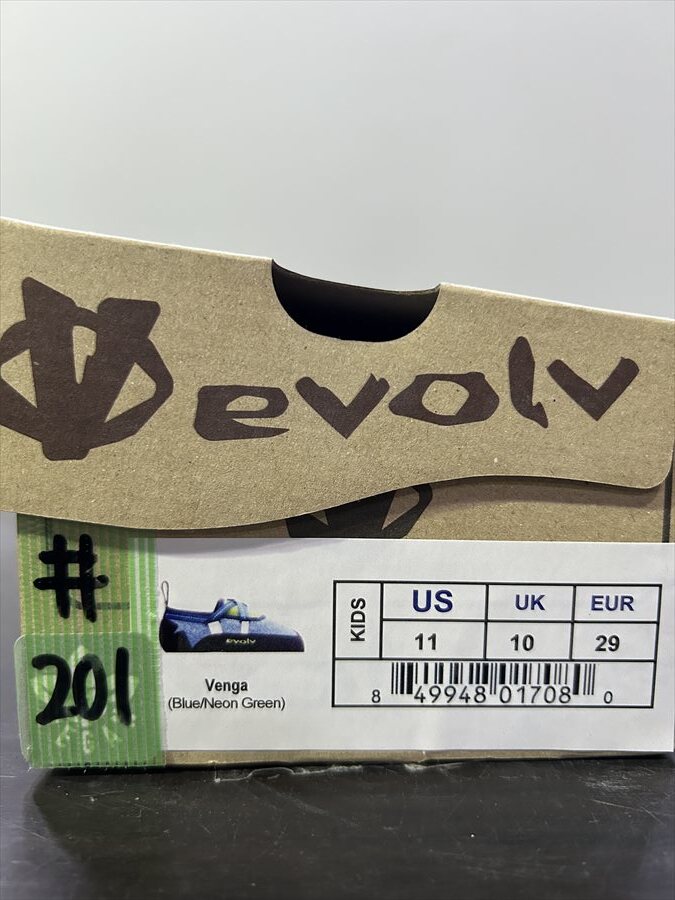 evolv
#
201
evolv
Venga
(Blue/Neon Green)
KIDS
US UK EUR
11 10 29
8 49948 01708 0